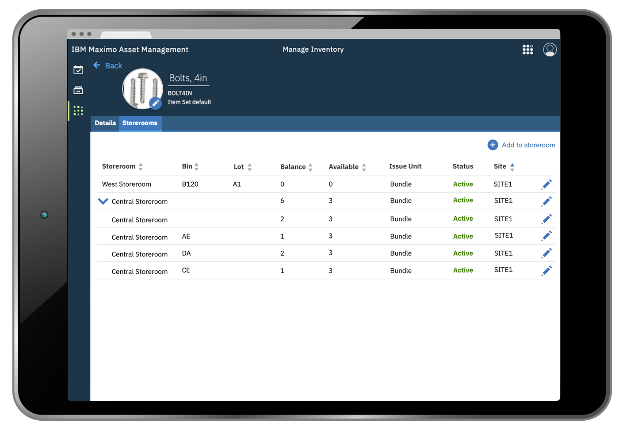 IBM Maximo Asset Management
Manage Inventory
Back
Bolts, 4in
BOLT4IN
Item Set default
Details Storerooms
Add to storeroom
Storeroom Bin Lot Balance Available Issue Unit Status Site
West Storeroom B120 A1 0 0 Bundle Active SITE1
Central Storeroom 6 3 Bundle Active SITE1
Central Storeroom 2 3 Bundle Active SITE1
Central Storeroom AE 1 3 Bundle Active SITE1
Central Storeroom DA 2 3 Bundle Active SITE1
Central Storeroom CE 1 3 Bundle Active SITE1